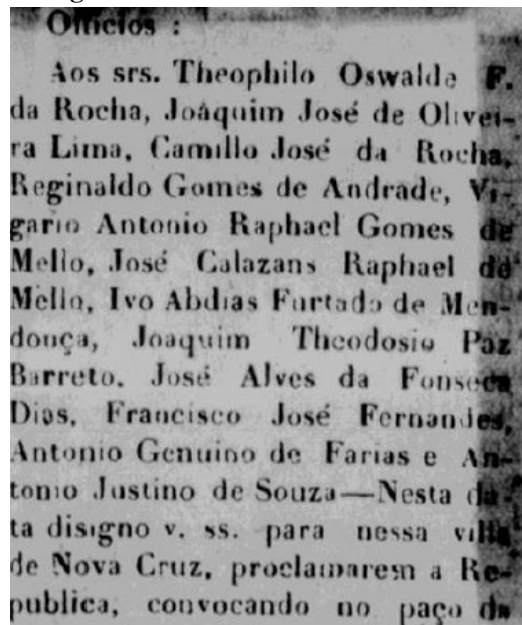 Officios :
Aos srs. Theophilo Oswaldo F.
da Rocha, Joaquim José de Olivei-
ra Lima, Camillo José da Rocha,
Reginaldo Gomes de Andrade, Vi-
gario Antonio Raphael Gomes de
Mello, José Calazans Raphael de
Mello, Ivo Abdias Furtado de Men-
donça, Joaquim Theodosio Paz
Barreto. José Alves da Fonseca
Dias, Francisco José Fernandes,
Antonio Genuino de Farias e An-
tonio Justino de Souza—Nesta da-
ta disigno v. ss. para nessa villa
de Nova Cruz, proclamarem a Re-
publica, convocando no paço da